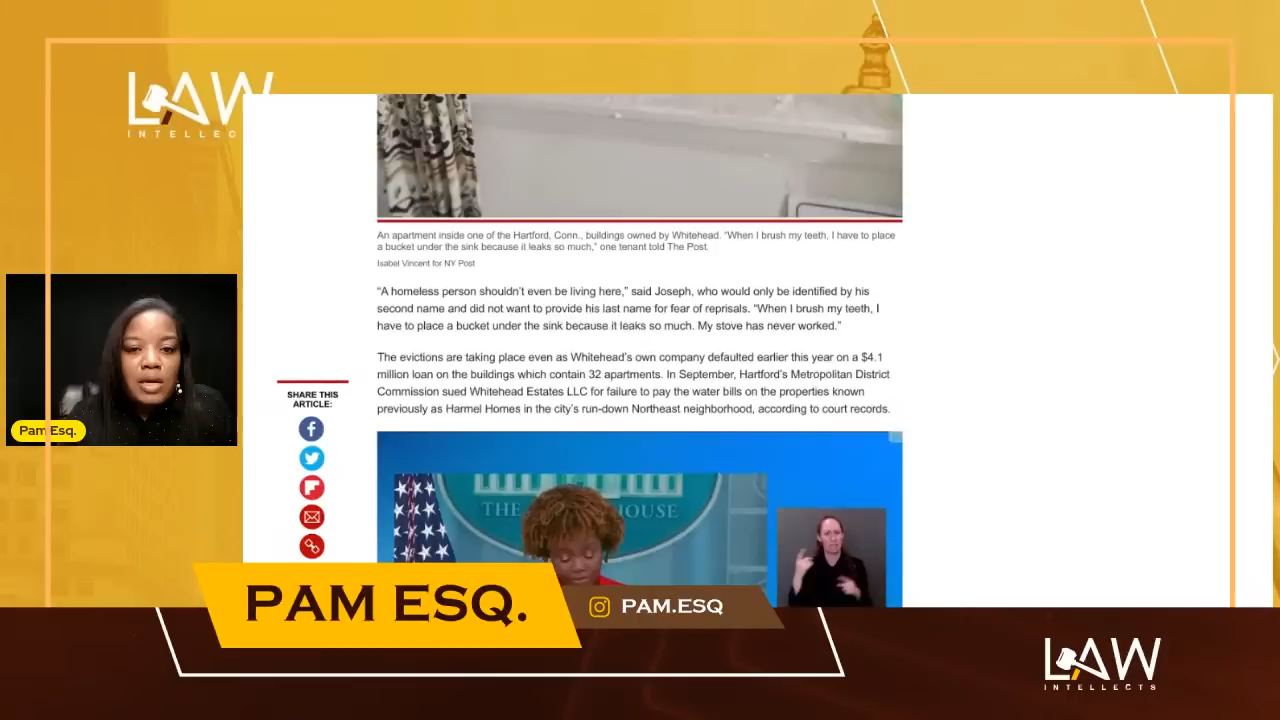 LAW
INTELLECTS
An apartment inside one of the Hartford, Conn., buildings owned by Whitehead. “When I brush my teeth, I have to place
a bucket under the sink because it leaks so much,” one tenant told The Post.
Isabel Vincent for NY Post
“A homeless person shouldn’t even be living here,” said Joseph, who would only be identified by his
second name and did not want to provide his last name for fear of reprisals. “When I brush my teeth, I
have to place a bucket under the sink because it leaks so much. My stove has never worked.”
The evictions are taking place even as Whitehead’s own company defaulted earlier this year on a $4.1
million loan on the buildings which contain 32 apartments. In September, Hartford’s Metropolitan District
Commission sued Whitehead Estates LLC for failure to pay the water bills on the properties known
previously as Harmel Homes in the city’s run-down Northeast neighborhood, according to court records.
SHARE THIS
ARTICLE:
Pam Esq.
THE HOUSE
PAM ESQ.
PAM.ESQ
LAW
INTELLECTS